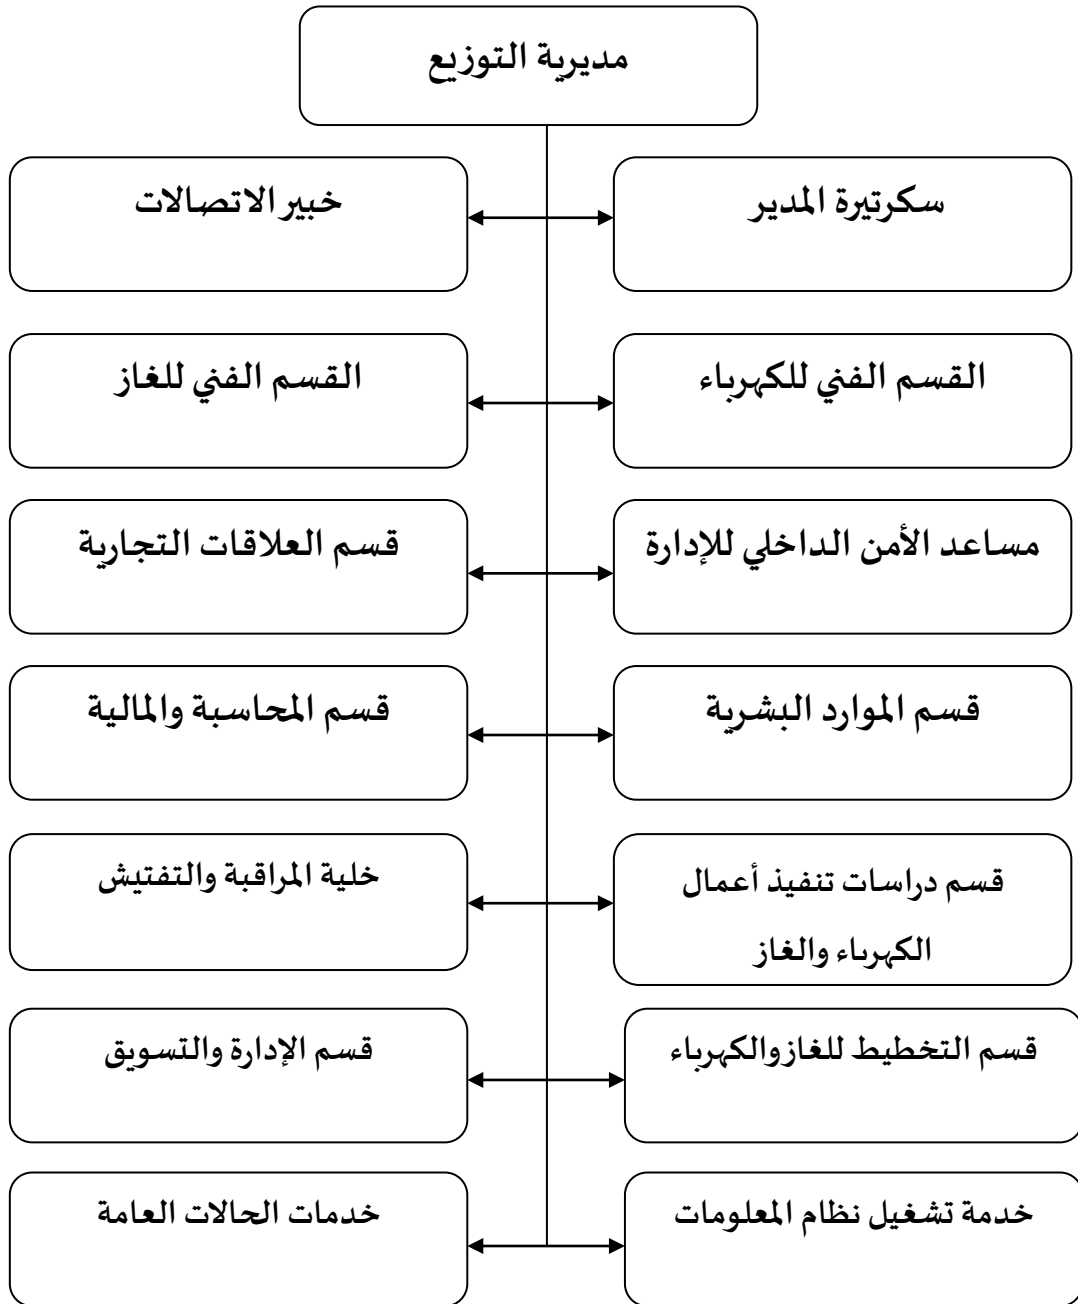 مديرية التوزيع
سكرتيرة المدير
خبير الاتصالات
القسم الفني للكهرباء
القسم الفني للغاز
مساعد الأمن الداخلي للإدارة
قسم العلاقات التجارية
قسم الموارد البشرية
قسم المحاسبة والمالية
قسم دراسات تنفيذ أعمال
الكهرباء والغاز
خلية المراقبة والتفتيش
قسم التخطيط للغاز والكهرباء
قسم الإدارة والتسويق
خدمة تشغيل نظام المعلومات
خدمات الحالات العامة